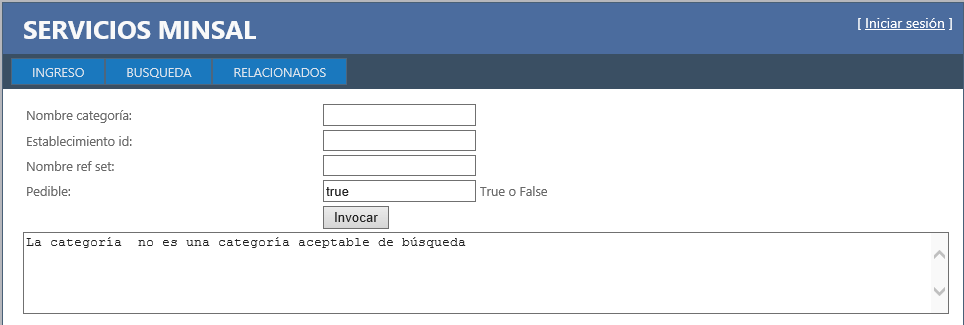 SERVICIOS MINSAL
[ Iniciar sesión ]
INGRESO BUSQUEDA RELACIONADOS
Nombre categoría:
Establecimiento id:
Nombre ref set:
Pedible: true True o False
Invocar
La categoría  no es una categoría aceptable de búsqueda